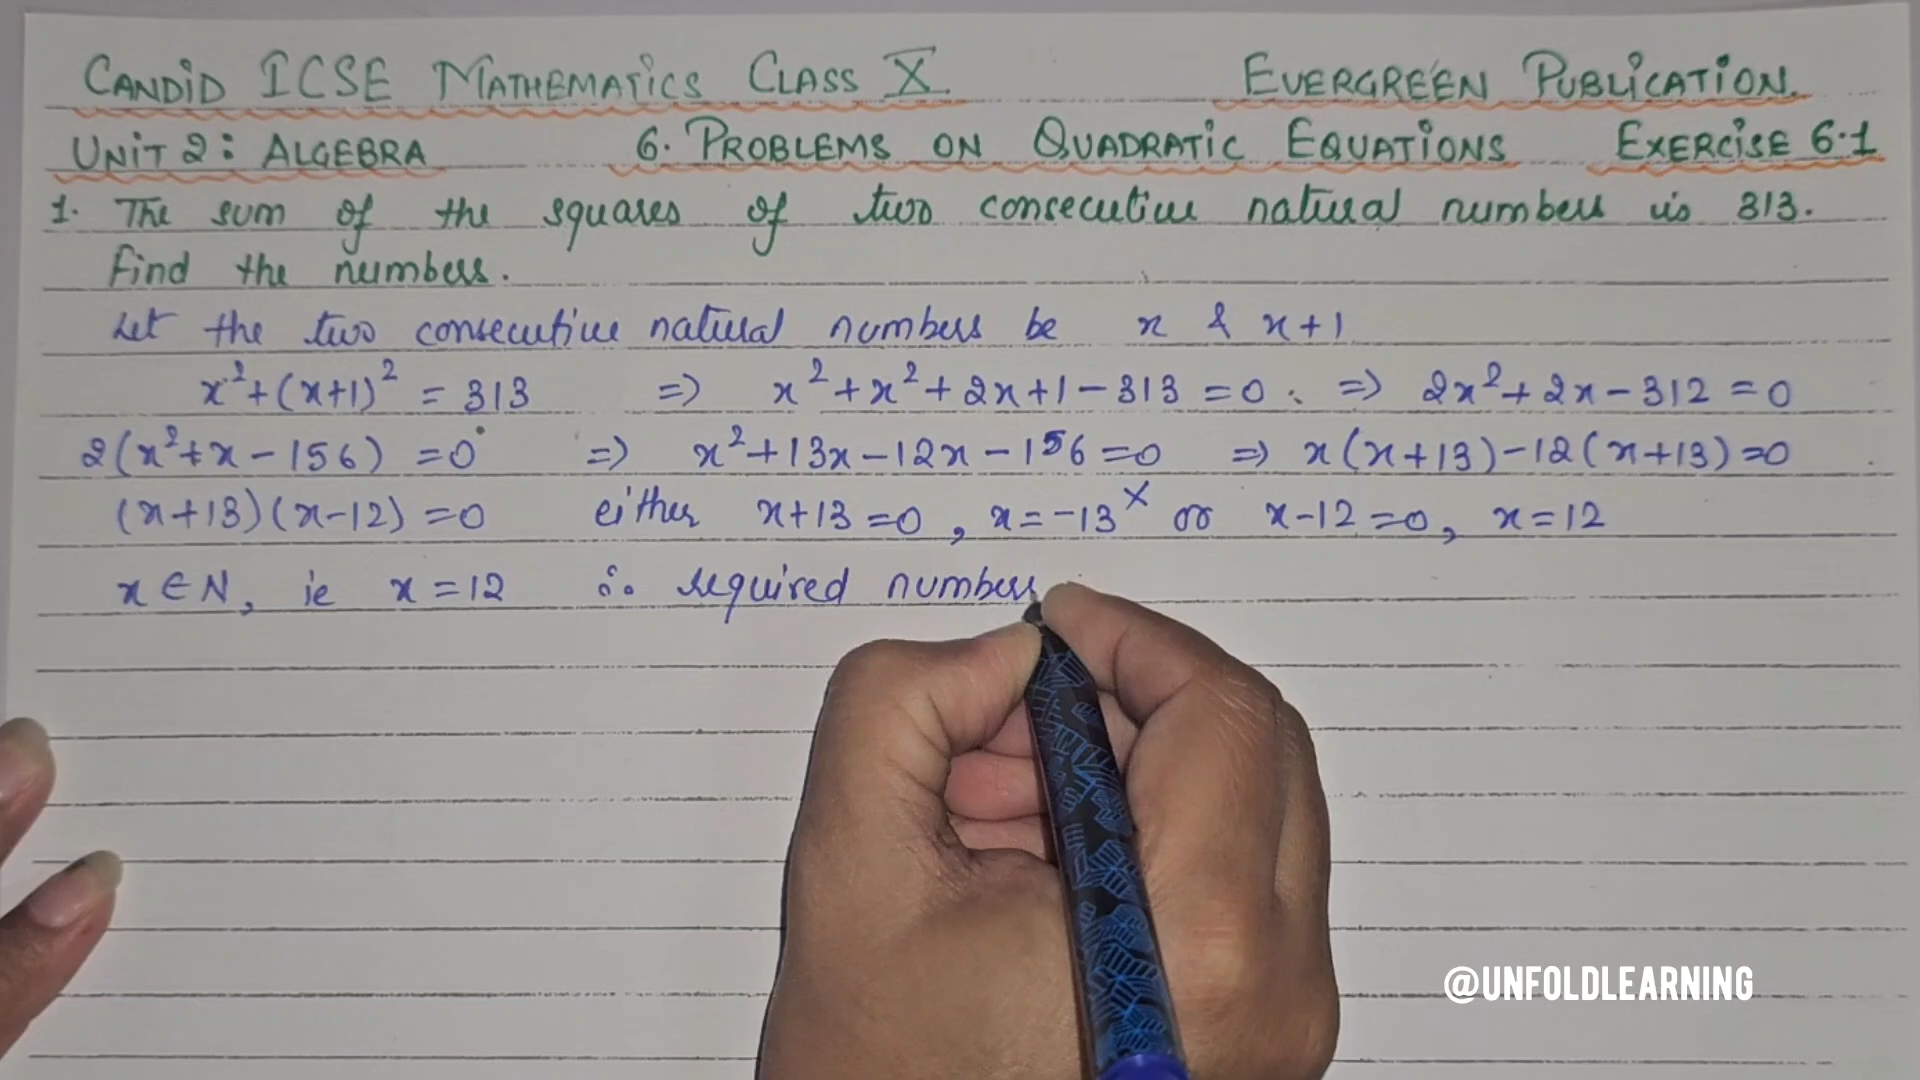 CANDID ICSE MATHEMATICS CLASS X. EVERGREEN PUBLICATION.
UNIT 2: ALGEBRA 6. PROBLEMS ON QUADRATIC EQUATIONS EXERCISE 6.1
1. The sum of the squares of two consecutive natural numbers is 313.
Find the numbers.
Let the two consecutive natural numbers be x & x+1
x²+(x+1)² = 313 => x²+x²+2x+1-313=0. => 2x²+2x-312=0
2(x²+x-156)=0 => x²+13x-12x-156=0 => x(x+13)-12(x+13)=0
(x+13)(x-12)=0 either x+13=0, x=-13 × or x-12=0, x=12
x∈N, ie x=12 ∴ required numbers
@UNFOLDLEARNING